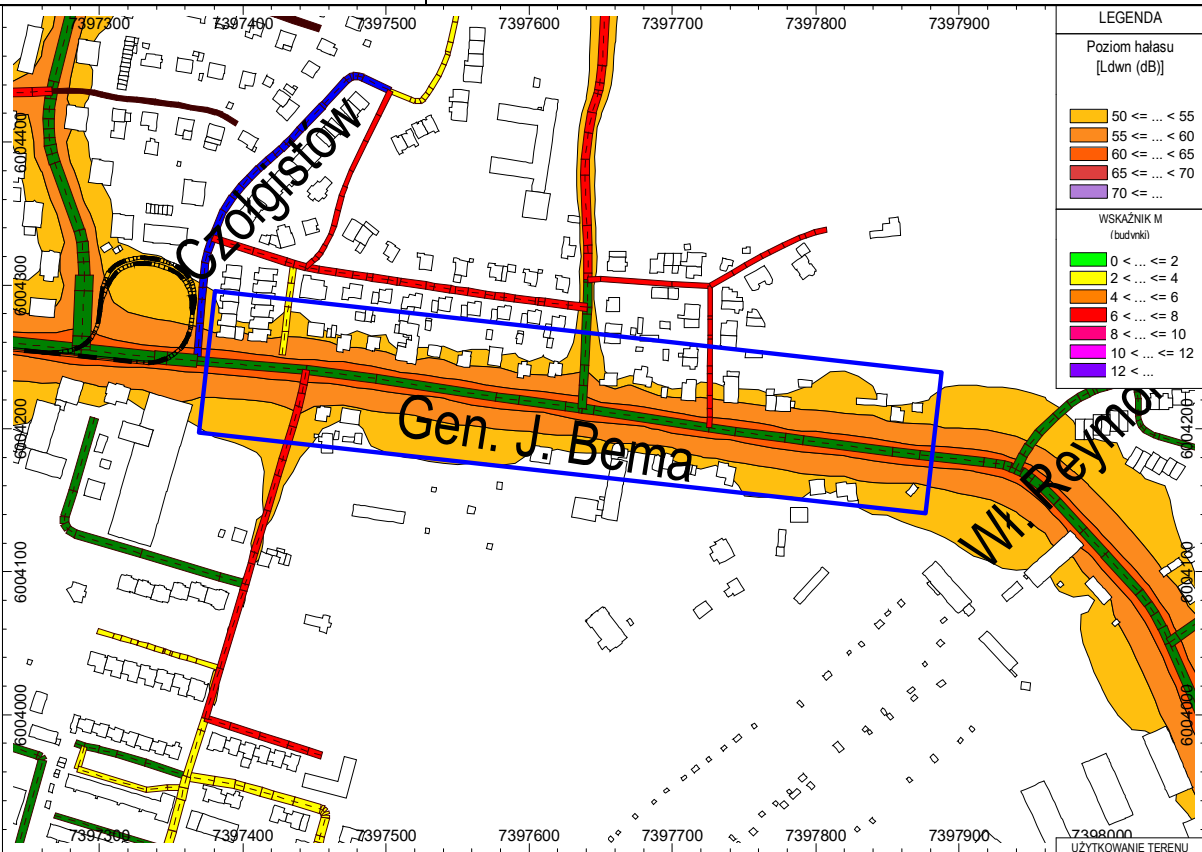 7397300
7397400
7397500
7397600
7397700
7397800
7397900
LEGENDA
Poziom hałasu
[Ldwn (dB)]
50 <= ... < 55
55 <= ... < 60
60 <= ... < 65
65 <= ... < 70
70 <= ...
WSKAŹNIK M
(budynki)
0 < ... <= 2
2 < ... <= 4
4 < ... <= 6
6 < ... <= 8
8 < ... <= 10
10 < ... <= 12
12 < ...
6004400
6004300
6004200
6004100
6004000
Czołgistow
Gen. J. Bema
Wł. Reymo
6004200
6004100
6004000
7397300
7397400
7397500
7397600
7397700
7397800
7397900
7398000
UŻYTKOWANIE TERENU